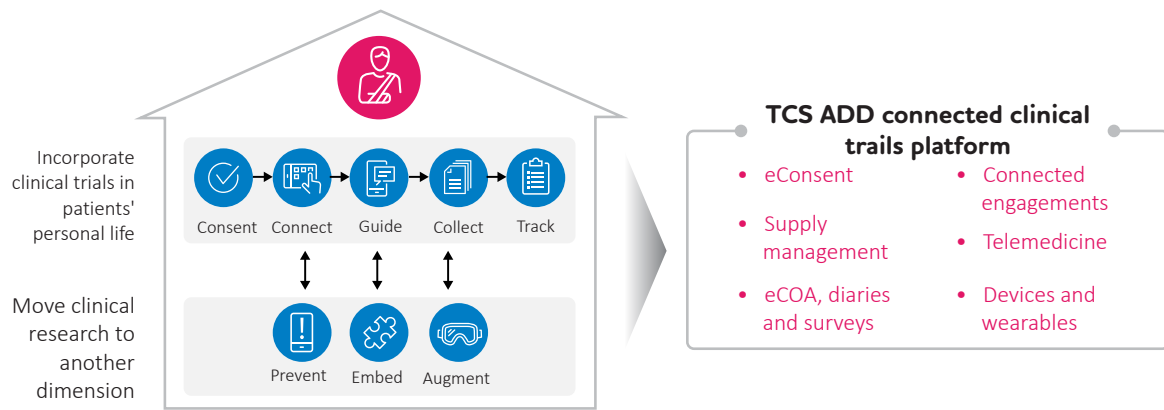 Incorporate
clinical trials in
patients'
personal life
Consent
Connect
Guide
Collect
Track
Move clinical
research to
another
dimension
Prevent
Embed
Augment
TCS ADD connected clinical
trails platform
• eConsent
• Supply
management
• eCOA, diaries
and surveys
• Connected
engagements
• Telemedicine
• Devices and
wearables